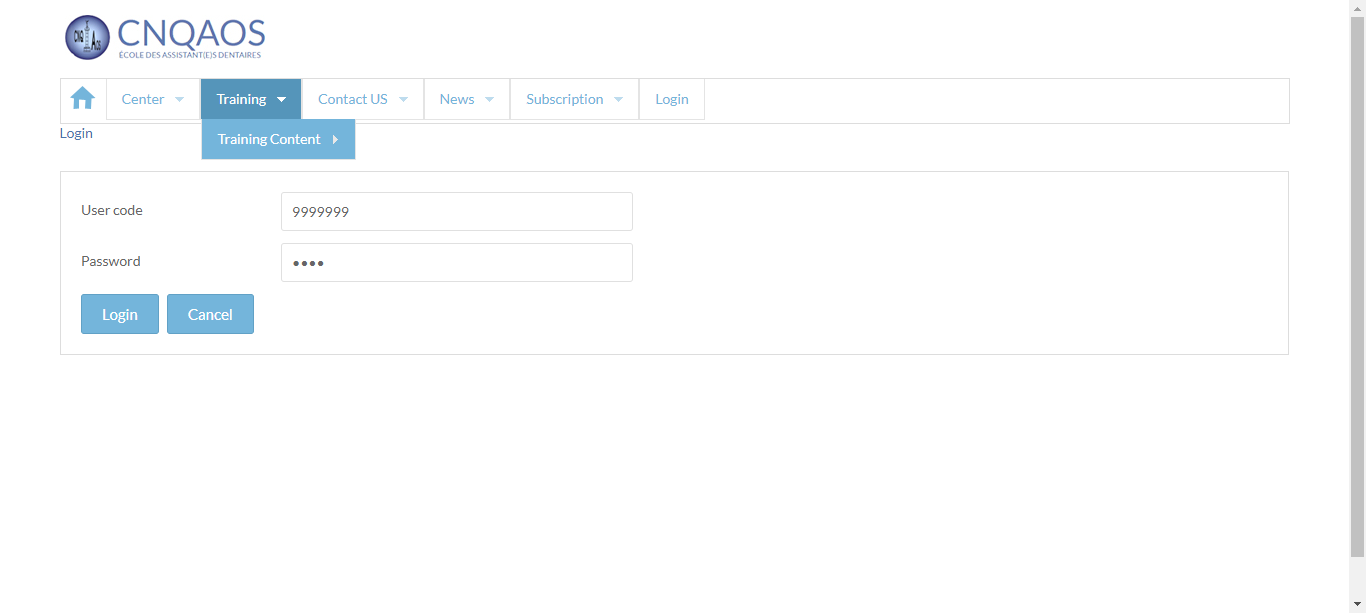 CNQAOS
ÉCOLE DES ASSISTANT(E)S DENTAIRES
Center Training Contact US News Subscription Login
Login
Training Content
User code 9999999
Password ••••
Login Cancel